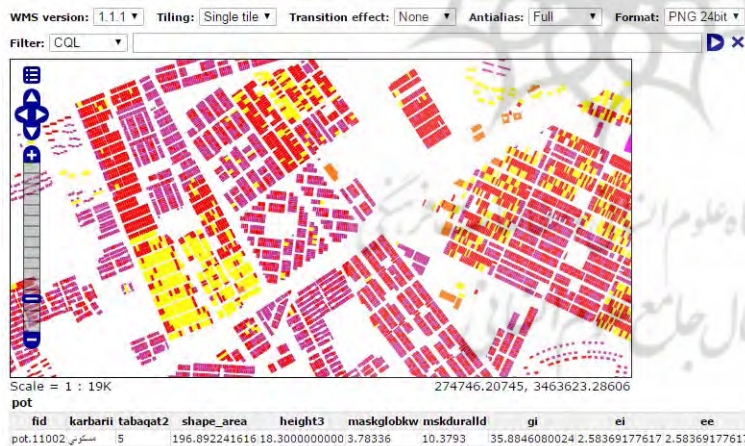 WMS version: 1.1.1 Tiling: Single tile Transition effect: None Antialias: Full Format: PNG 24bit
Filter: CQL
Scale = 1 : 19K 274746.20745, 3463623.28606
pot
fid karbarii tabaqat2 shape_area height3 maskglobkw mskduralld gi ei ee
pot.11002 مسکونی 5 196.892241616 18.3000000000 3.78336 10.3793 35.8846080024 2.58369177617 2.58369177617